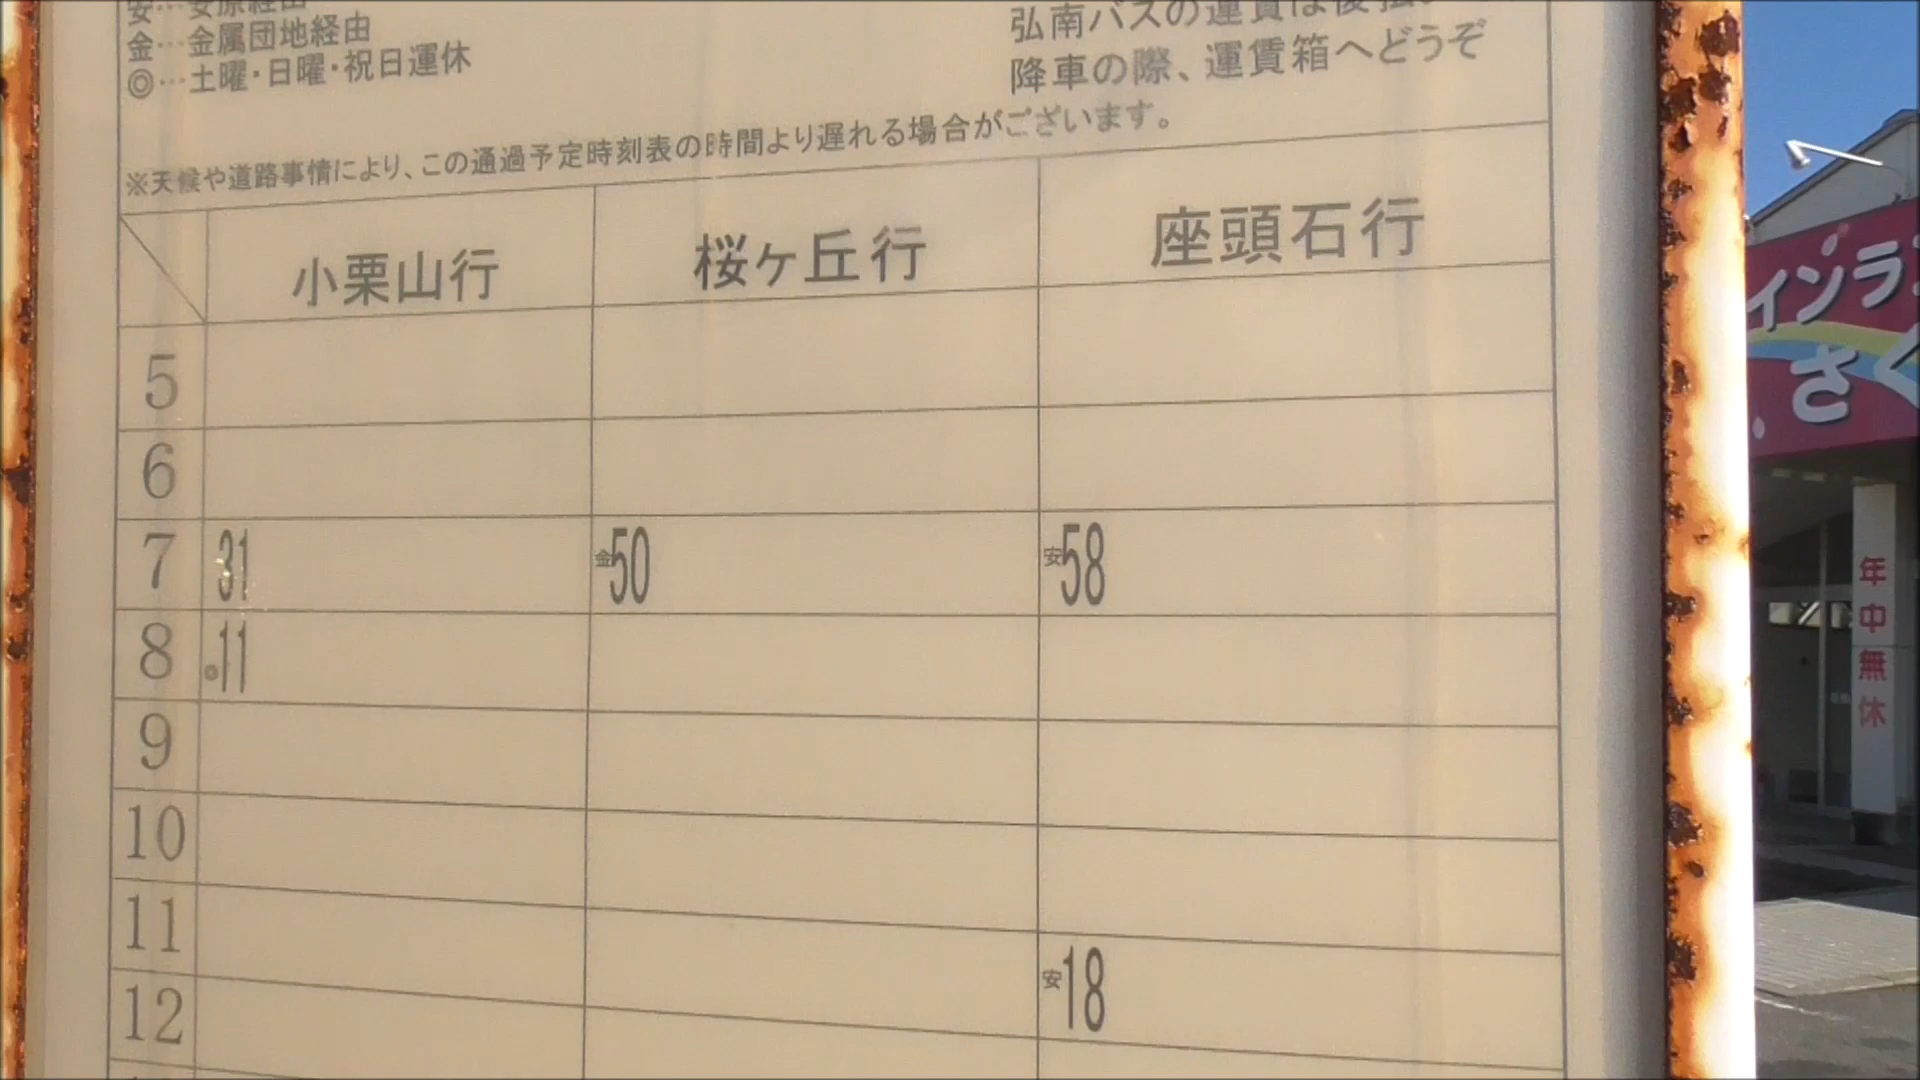 安…安原経由
金…金属団地経由
◎…土曜・日曜・祝日運休
弘南バスの運賃は後払
降車の際、運賃箱へどうぞ
※天候や道路事情により、この通過予定時刻表の時間より遅れる場合がございます。
小栗山行 桜ヶ丘行 座頭石行
5
6
7 31 金50 安58
8 ◎11
9
10
11 安18
12
インラ
さく
年中無休